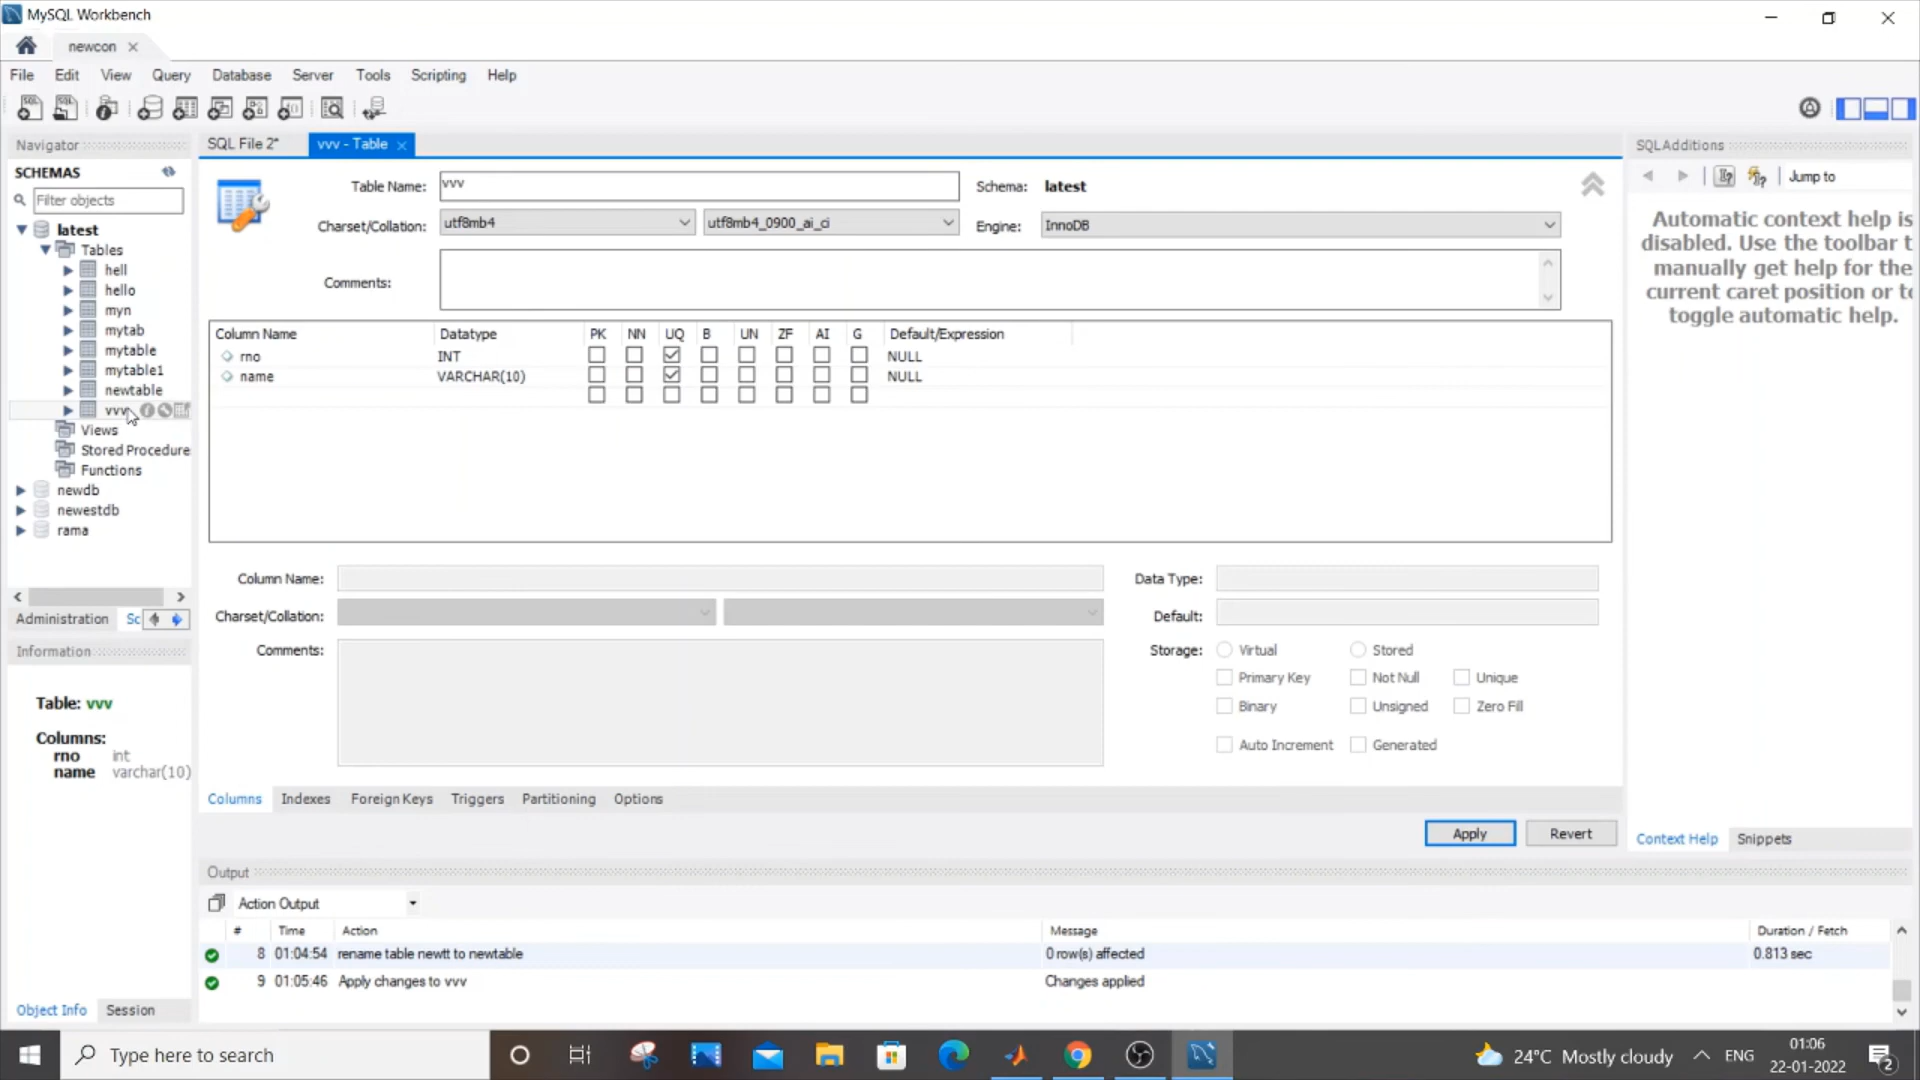 MySQL Workbench
newcon
File Edit View Query Database Server Tools Scripting Help
Navigator
SCHEMAS
Filter objects
latest
Tables
hell
hello
myn
mytab
mytable
mytable1
newtable
vvv
Views
Stored Procedure
Functions
newdb
newestdb
rama
Administration Sc
Information
Table: vvv
Columns:
rno int
name varchar(10)
Object Info Session
SQL File 2* vvv - Table
Table Name: vvv Schema: latest
Charset/Collation: utf8mb4 utf8mb4_0900_ai_ci Engine: InnoDB
Comments:
Column Name Datatype PK NN UQ B UN ZF AI G Default/Expression
rno INT NULL
name VARCHAR(10) NULL
Column Name: Data Type:
Charset/Collation: Default:
Comments: Storage: Virtual Stored
Primary Key Not Null Unique
Binary Unsigned Zero Fill
Auto Increment Generated
Columns Indexes Foreign Keys Triggers Partitioning Options
Apply Revert
Output
Action Output
# Time Action Message Duration / Fetch
8 01:04:54 rename table newtt to newtable 0 row(s) affected 0.813 sec
9 01:05:46 Apply changes to vvv Changes applied
SQLAdditions
Jump to
Automatic context help is
disabled. Use the toolbar t
manually get help for the
current caret position or to
toggle automatic help.
Context Help Snippets
Type here to search
24°C Mostly cloudy ENG 01:06
22-01-2022
2